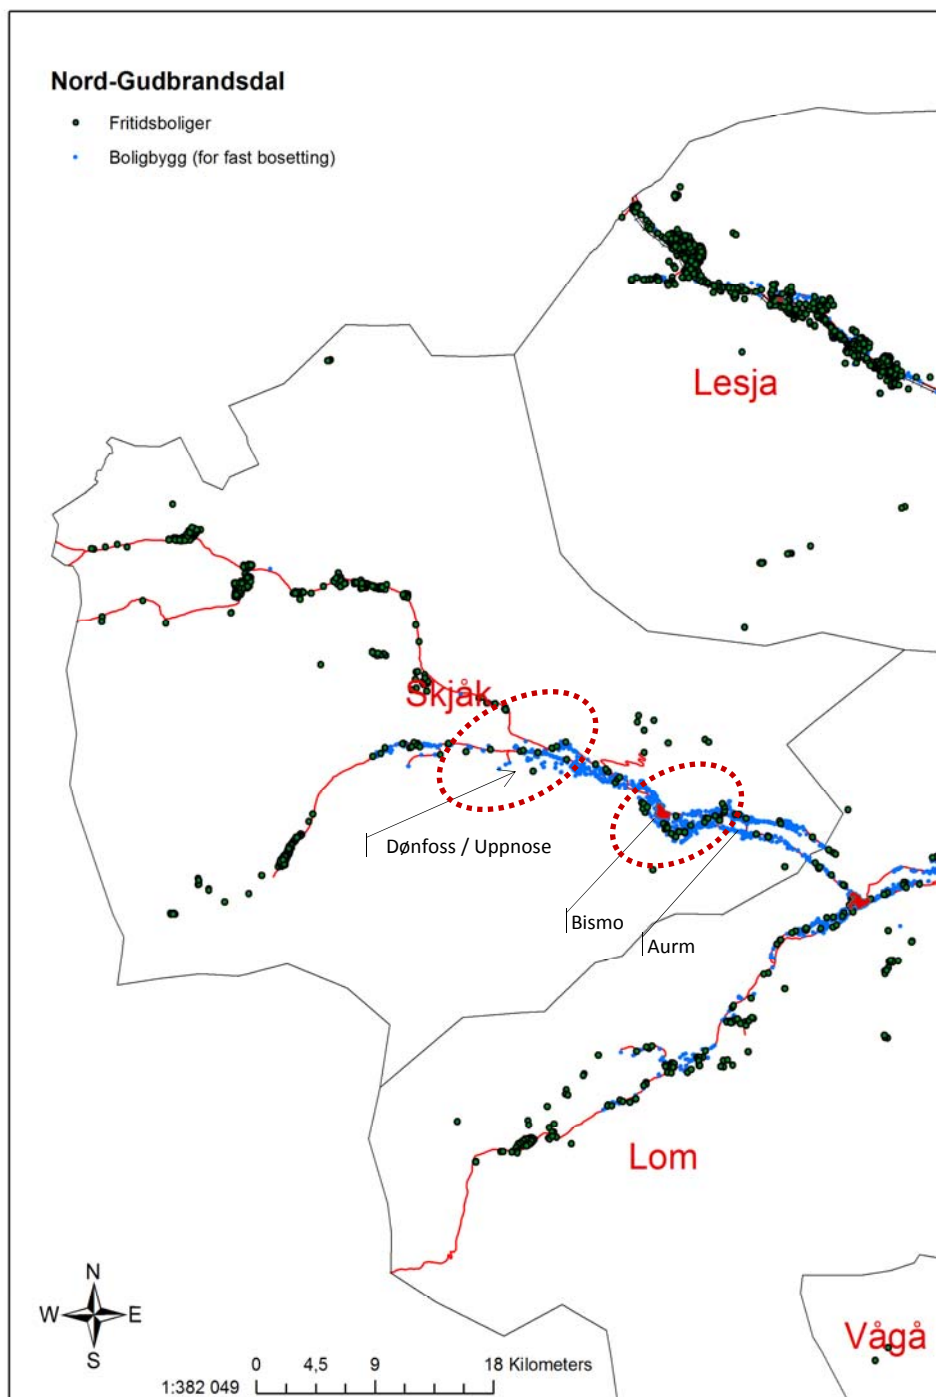 Nord-Gudbrandsdal
Fritidsboliger
Boligbygg (for fast bosetting)
Lesja
Skjåk
Dønfoss / Uppnose
Bismo
Aurm
Lom
Vågå
N
W E
S
0 4,5 9 18 Kilometers
1:382 049